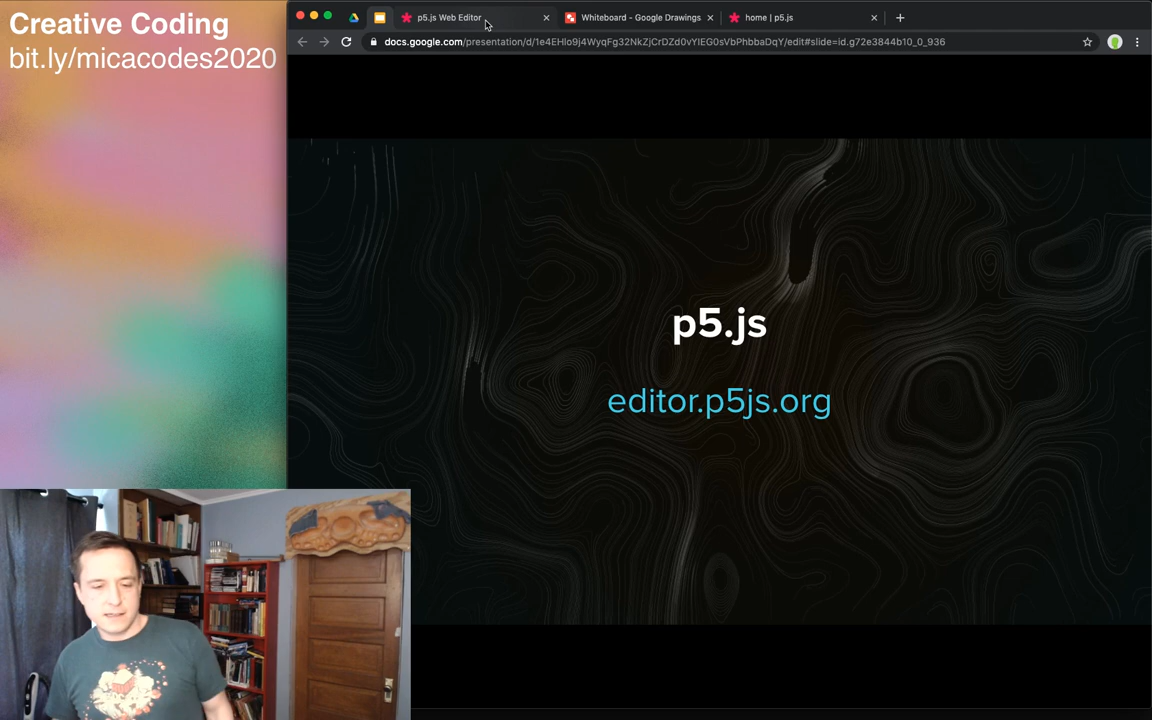 Creative Coding
bit.ly/micacodes2020
p5.js Web Editor
Whiteboard - Google Drawings
home | p5.js
docs.google.com/presentation/d/1e4EHIo9j4WyqFg32NkZjCrDZd0vYIEG0sVbPhbbaDqY/edit#slide=id.g72e3844b10_0_936
p5.js
editor.p5js.org